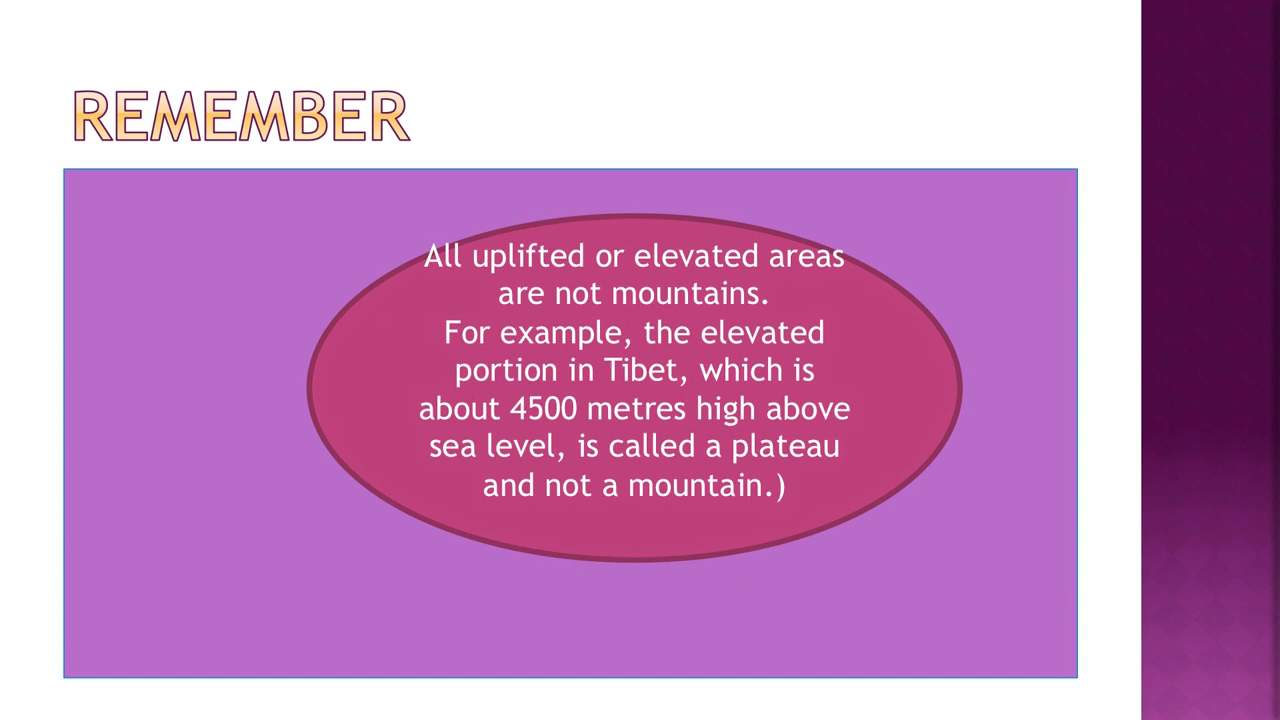 REMEMBER
All uplifted or elevated areas
are not mountains.
For example, the elevated
portion in Tibet, which is
about 4500 metres high above
sea level, is called a plateau
and not a mountain.)